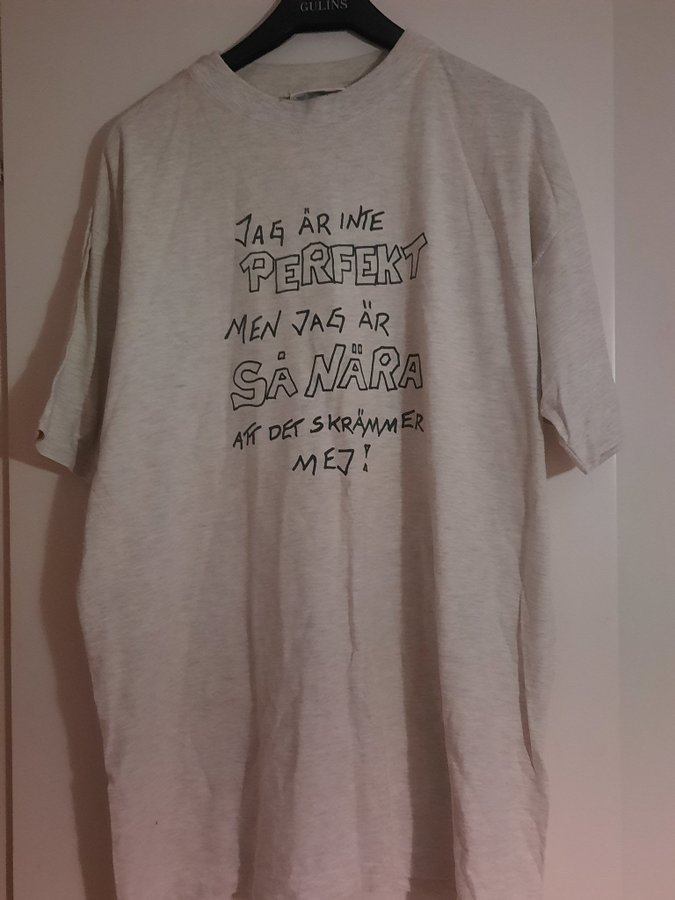 GULINS
JAG ÄR INTE
PERFEKT
MEN JAG ÄR
SÅ NÄRA
ATT DET SKRÄMMER
MEJ!